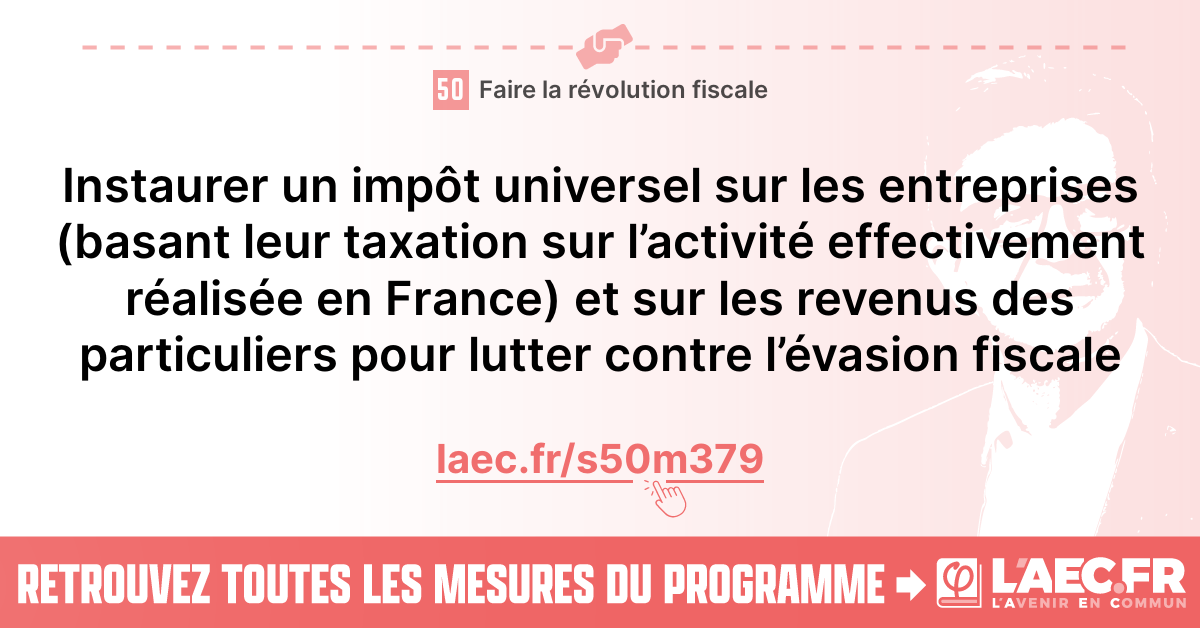 50 Faire la révolution fiscale
Instaurer un impôt universel sur les entreprises
(basant leur taxation sur l’activité effectivement
réalisée en France) et sur les revenus des
particuliers pour lutter contre l’évasion fiscale
laec.fr/s50m379
RETROUVEZ TOUTES LES MESURES DU PROGRAMME
φ L'AEC.FR
L'AVENIR EN COMMUN